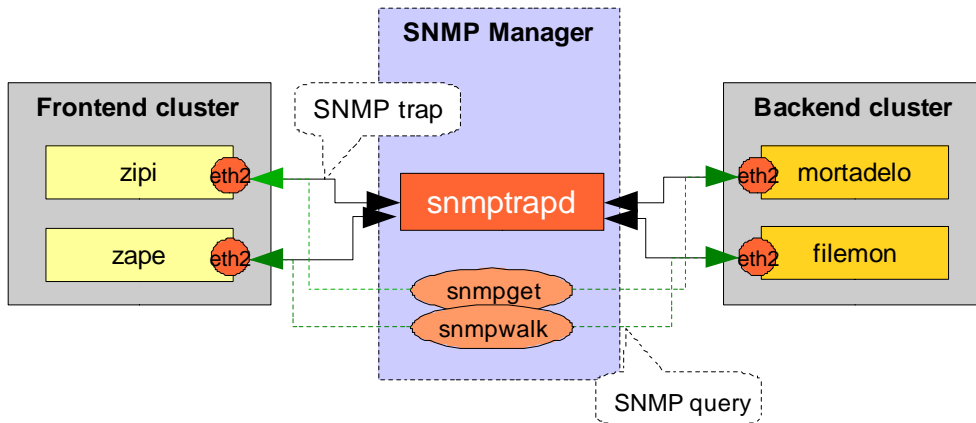 SNMP Manager
Frontend cluster
SNMP trap
Backend cluster
zipi
eth2
eth2
mortadelo
snmptrapd
zape
eth2
eth2
filemon
snmpget
snmpwalk
SNMP query